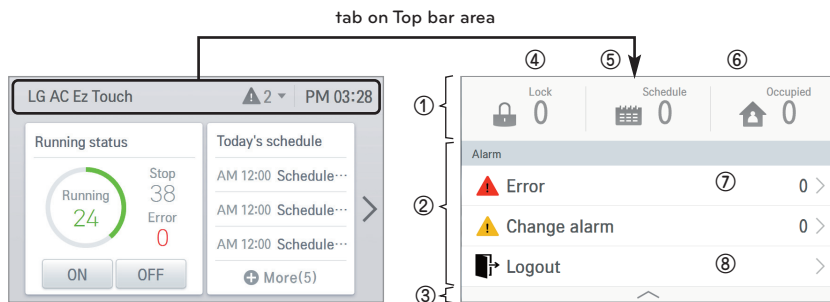 tab on Top bar area
LG AC Ez Touch
2
PM 03:28
Running status
Running
24
Stop
38
Error
0
ON
OFF
Today's schedule
AM 12:00 Schedule···
AM 12:00 Schedule···
AM 12:00 Schedule···
More(5)
④ ⑤ ⑥
①
Lock
0
Schedule
0
Occupied
0
Alarm
②
Error ⑦ 0
Change alarm 0
Logout ⑧
③